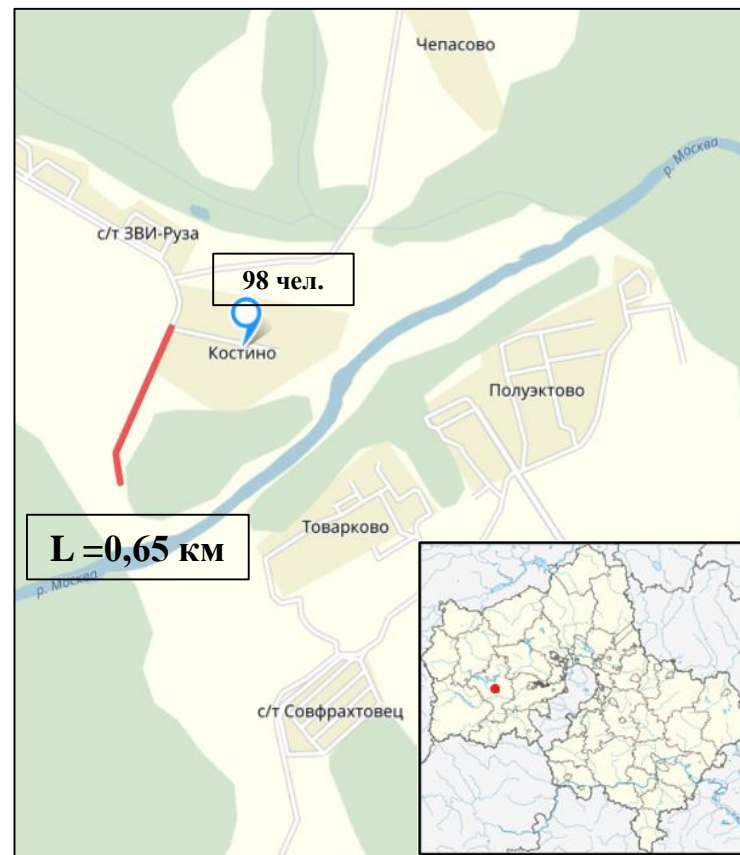 Чепасово
р. Москва
с/т ЗВИ-Руза
98 чел.
Костино
Полуэктово
L =0,65 км
Товарково
р. Москва
с/т Совфрахтовец